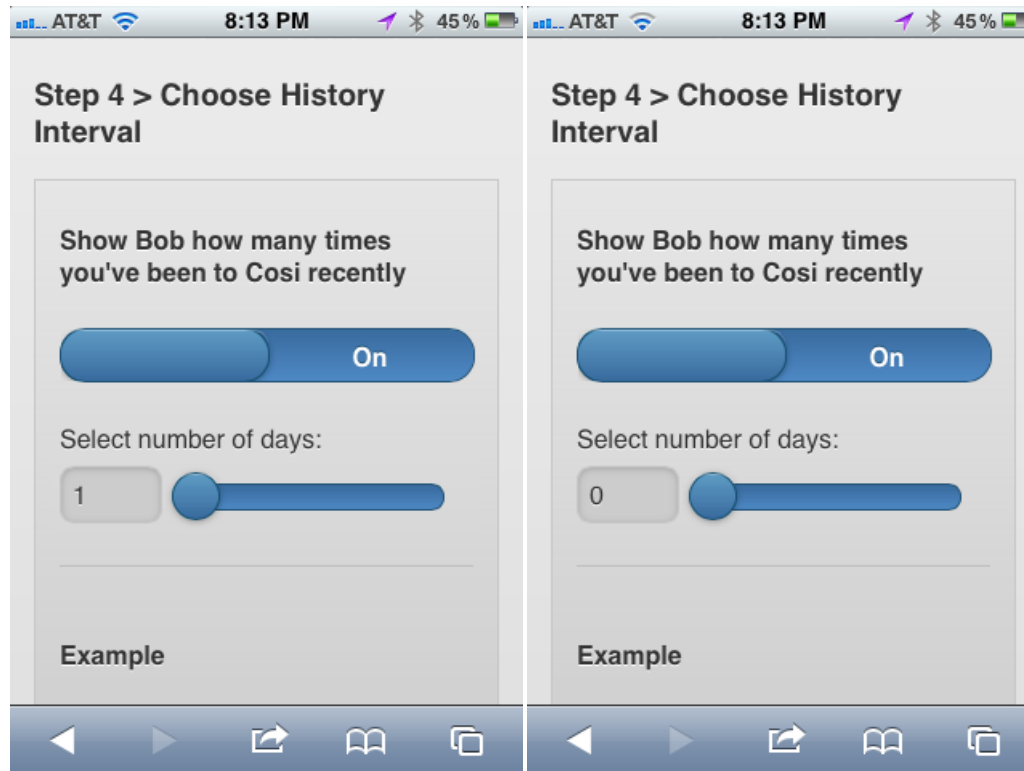 AT&T 8:13 PM 45%
Step 4 > Choose History
Interval
Show Bob how many times
you've been to Cosi recently
On
Select number of days:
1
Example
AT&T 8:13 PM 45%
Step 4 > Choose History
Interval
Show Bob how many times
you've been to Cosi recently
On
Select number of days:
0
Example